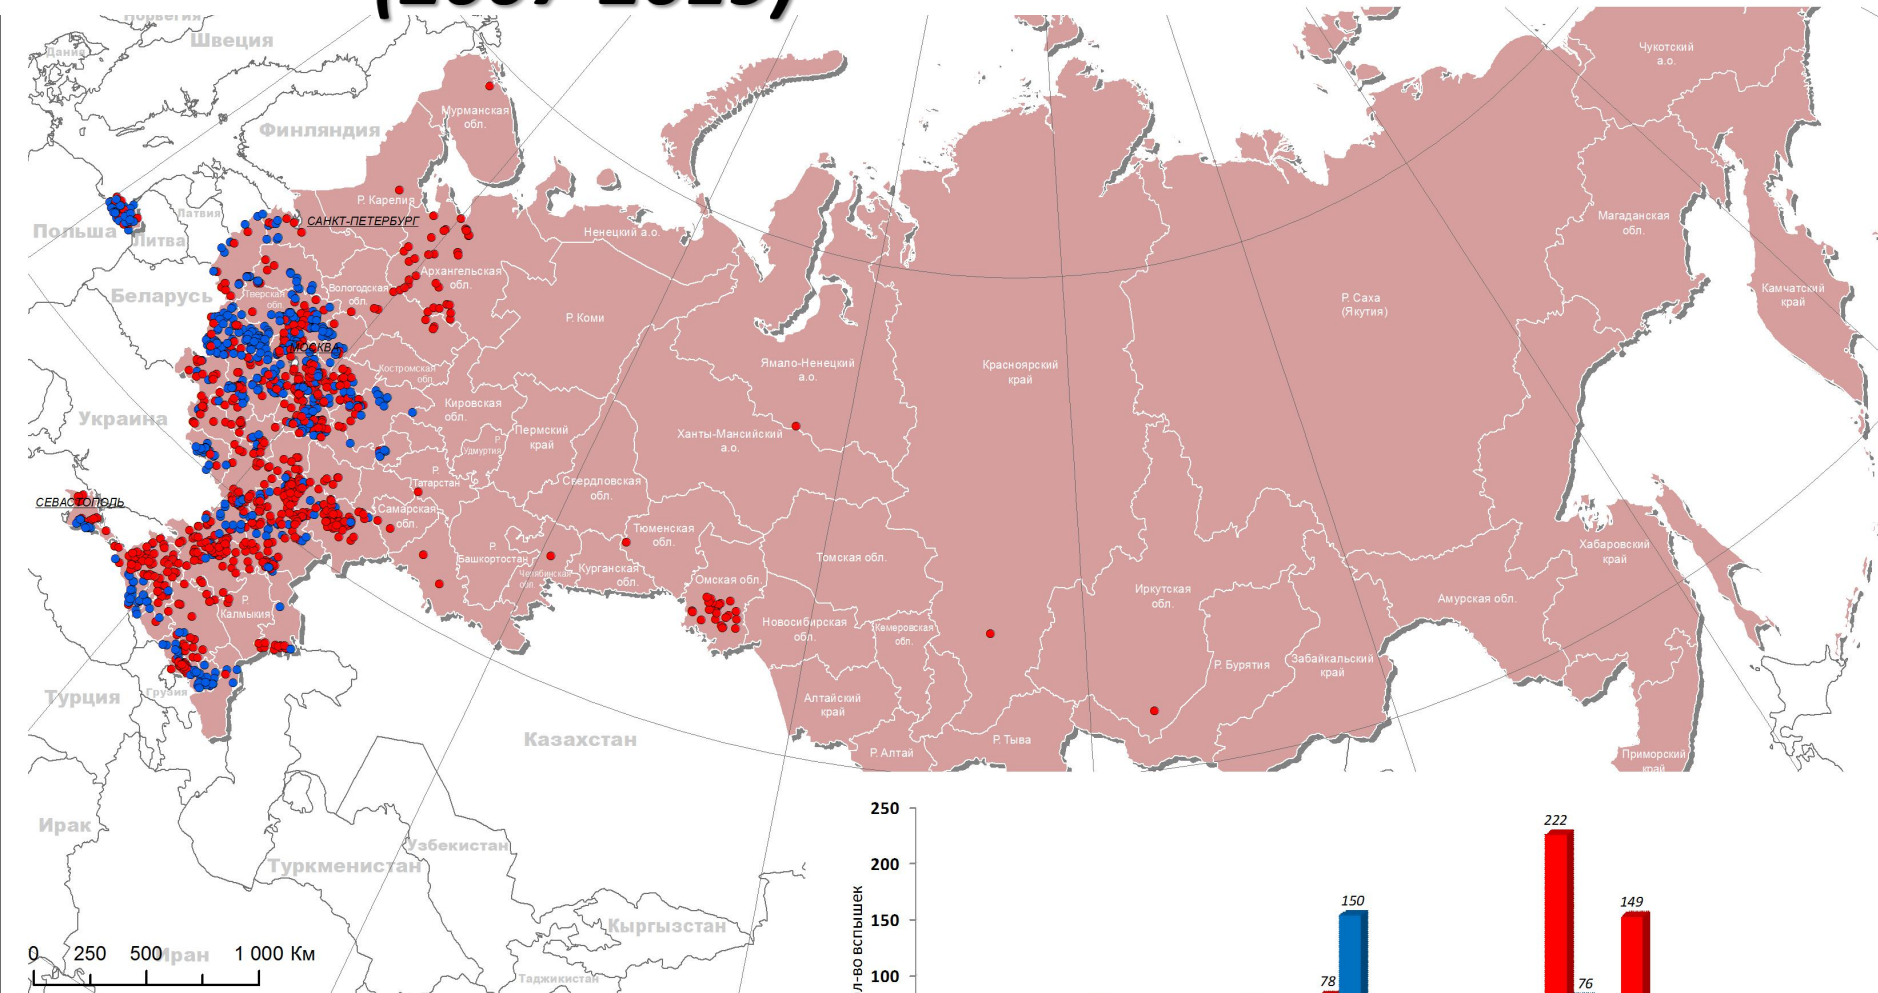 Норвегия
Швеция
Дания
Чукотский
а.о.
Мурманская
обл.
Финляндия
Р. Карелия
Латвия
САНКТ-ПЕТЕРБУРГ
Магаданская
обл.
Польша
Литва
Ненецкий а.о.
Архангельская
обл.
Беларусь
Тверская
обл.
Вологодская
обл.
Камчатский
край
Р. Саха
(Якутия)
Р. Коми
МОСКВА
Ямало-Ненецкий
а.о.
Красноярский
край
Костромская
обл.
Украина
Кировская
обл.
Пермский
край
Ханты-Мансийский
а.о.
Р.
Удмуртия
Р.
Татарстан
Свердловская
обл.
СЕВАСТОПОЛЬ
Самарская
обл.
Тюменская
обл.
Р.
Башкортостан
Томская обл.
Хабаровский
край
Челябинская
обл.
Курганская
обл.
Омская обл.
Иркутская
обл.
Амурская обл.
Р.
Калмыкия
Новосибирская
обл.
Кемеровская
обл.
Р. Бурятия
Забайкальский
край
Турция
Грузия
Алтайский
край
Казахстан
Р. Алтай
Р. Тыва
Приморский
край
Ирак
Узбекистан
Туркменистан
Кыргызстан
Иран
Таджикистан
0 250 500 1 000 Км
250
200
150
100
л-во вспышек
78
150
222
76
149